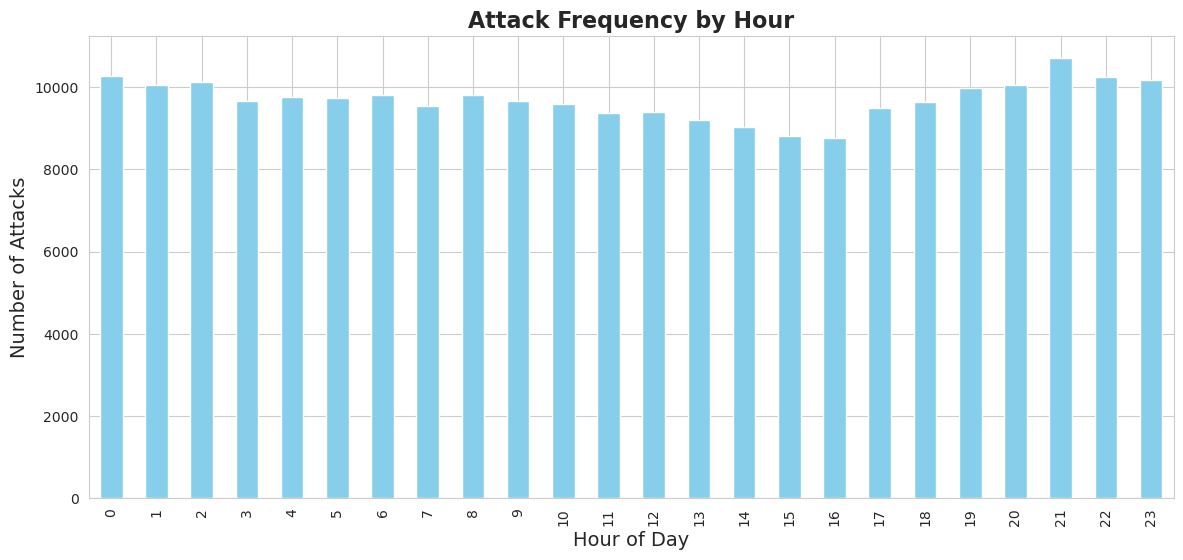 Attack Frequency by Hour
Number of Attacks
10000
8000
6000
4000
2000
0
0 1 2 3 4 5 6 7 8 9 10 11 12 13 14 15 16 17 18 19 20 21 22 23
Hour of Day